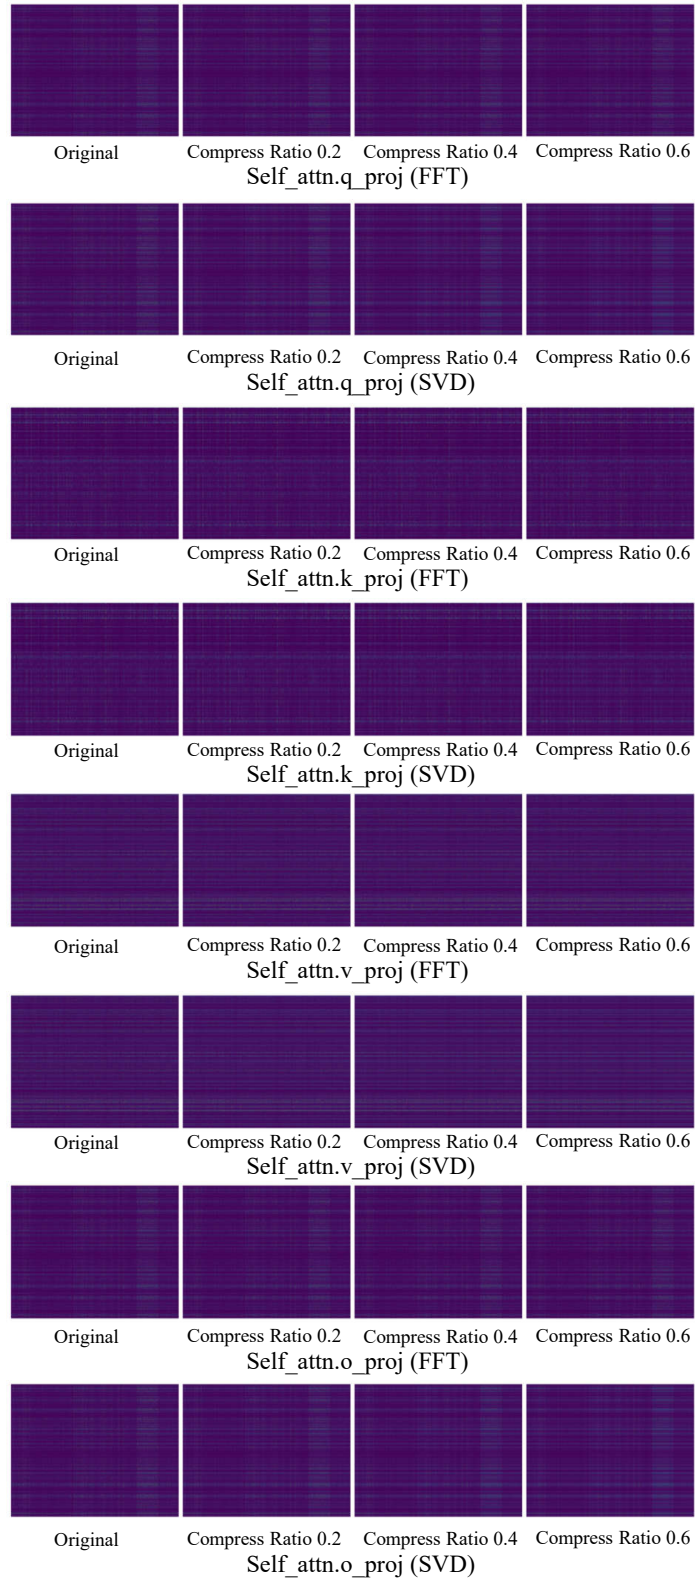 Original Compress Ratio 0.2 Compress Ratio 0.4 Compress Ratio 0.6
Self_attn.q_proj (FFT)
Original Compress Ratio 0.2 Compress Ratio 0.4 Compress Ratio 0.6
Self_attn.q_proj (SVD)
Original Compress Ratio 0.2 Compress Ratio 0.4 Compress Ratio 0.6
Self_attn.k_proj (FFT)
Original Compress Ratio 0.2 Compress Ratio 0.4 Compress Ratio 0.6
Self_attn.k_proj (SVD)
Original Compress Ratio 0.2 Compress Ratio 0.4 Compress Ratio 0.6
Self_attn.v_proj (FFT)
Original Compress Ratio 0.2 Compress Ratio 0.4 Compress Ratio 0.6
Self_attn.v_proj (SVD)
Original Compress Ratio 0.2 Compress Ratio 0.4 Compress Ratio 0.6
Self_attn.o_proj (FFT)
Original Compress Ratio 0.2 Compress Ratio 0.4 Compress Ratio 0.6
Self_attn.o_proj (SVD)